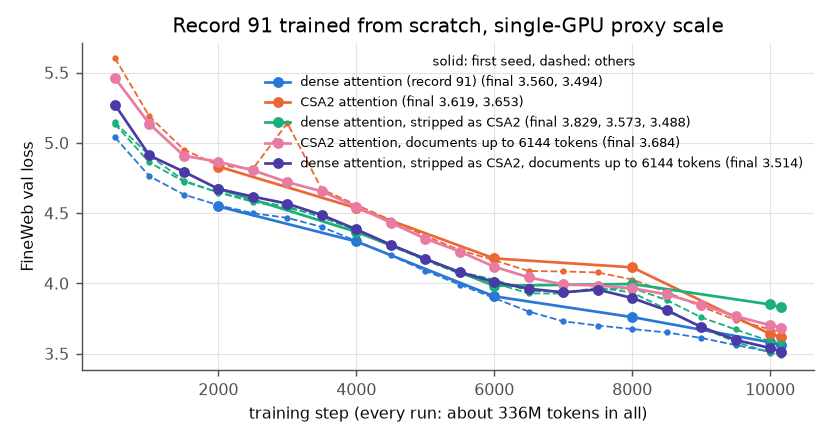 Record 91 trained from scratch, single-GPU proxy scale
solid: first seed, dashed: others
dense attention (record 91) (final 3.560, 3.494)
CSA2 attention (final 3.619, 3.653)
dense attention, stripped as CSA2 (final 3.829, 3.573, 3.488)
CSA2 attention, documents up to 6144 tokens (final 3.684)
dense attention, stripped as CSA2, documents up to 6144 tokens (final 3.514)
FineWeb val loss
5.5
5.0
4.5
4.0
3.5
2000 4000 6000 8000 10000
training step (every run: about 336M tokens in all)